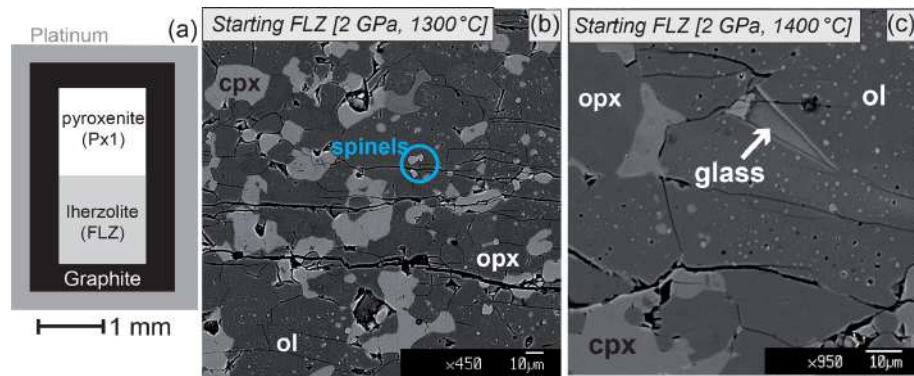 Platinum
(a)
pyroxenite
(Px1)
lherzolite
(FLZ)
Graphite
1 mm
Starting FLZ [2 GPa, 1300°C]
(b)
cpx
spinels
opx
ol
×450 10µm
Starting FLZ [2 GPa, 1400°C]
(c)
opx
ol
glass
cpx
×950 10µm